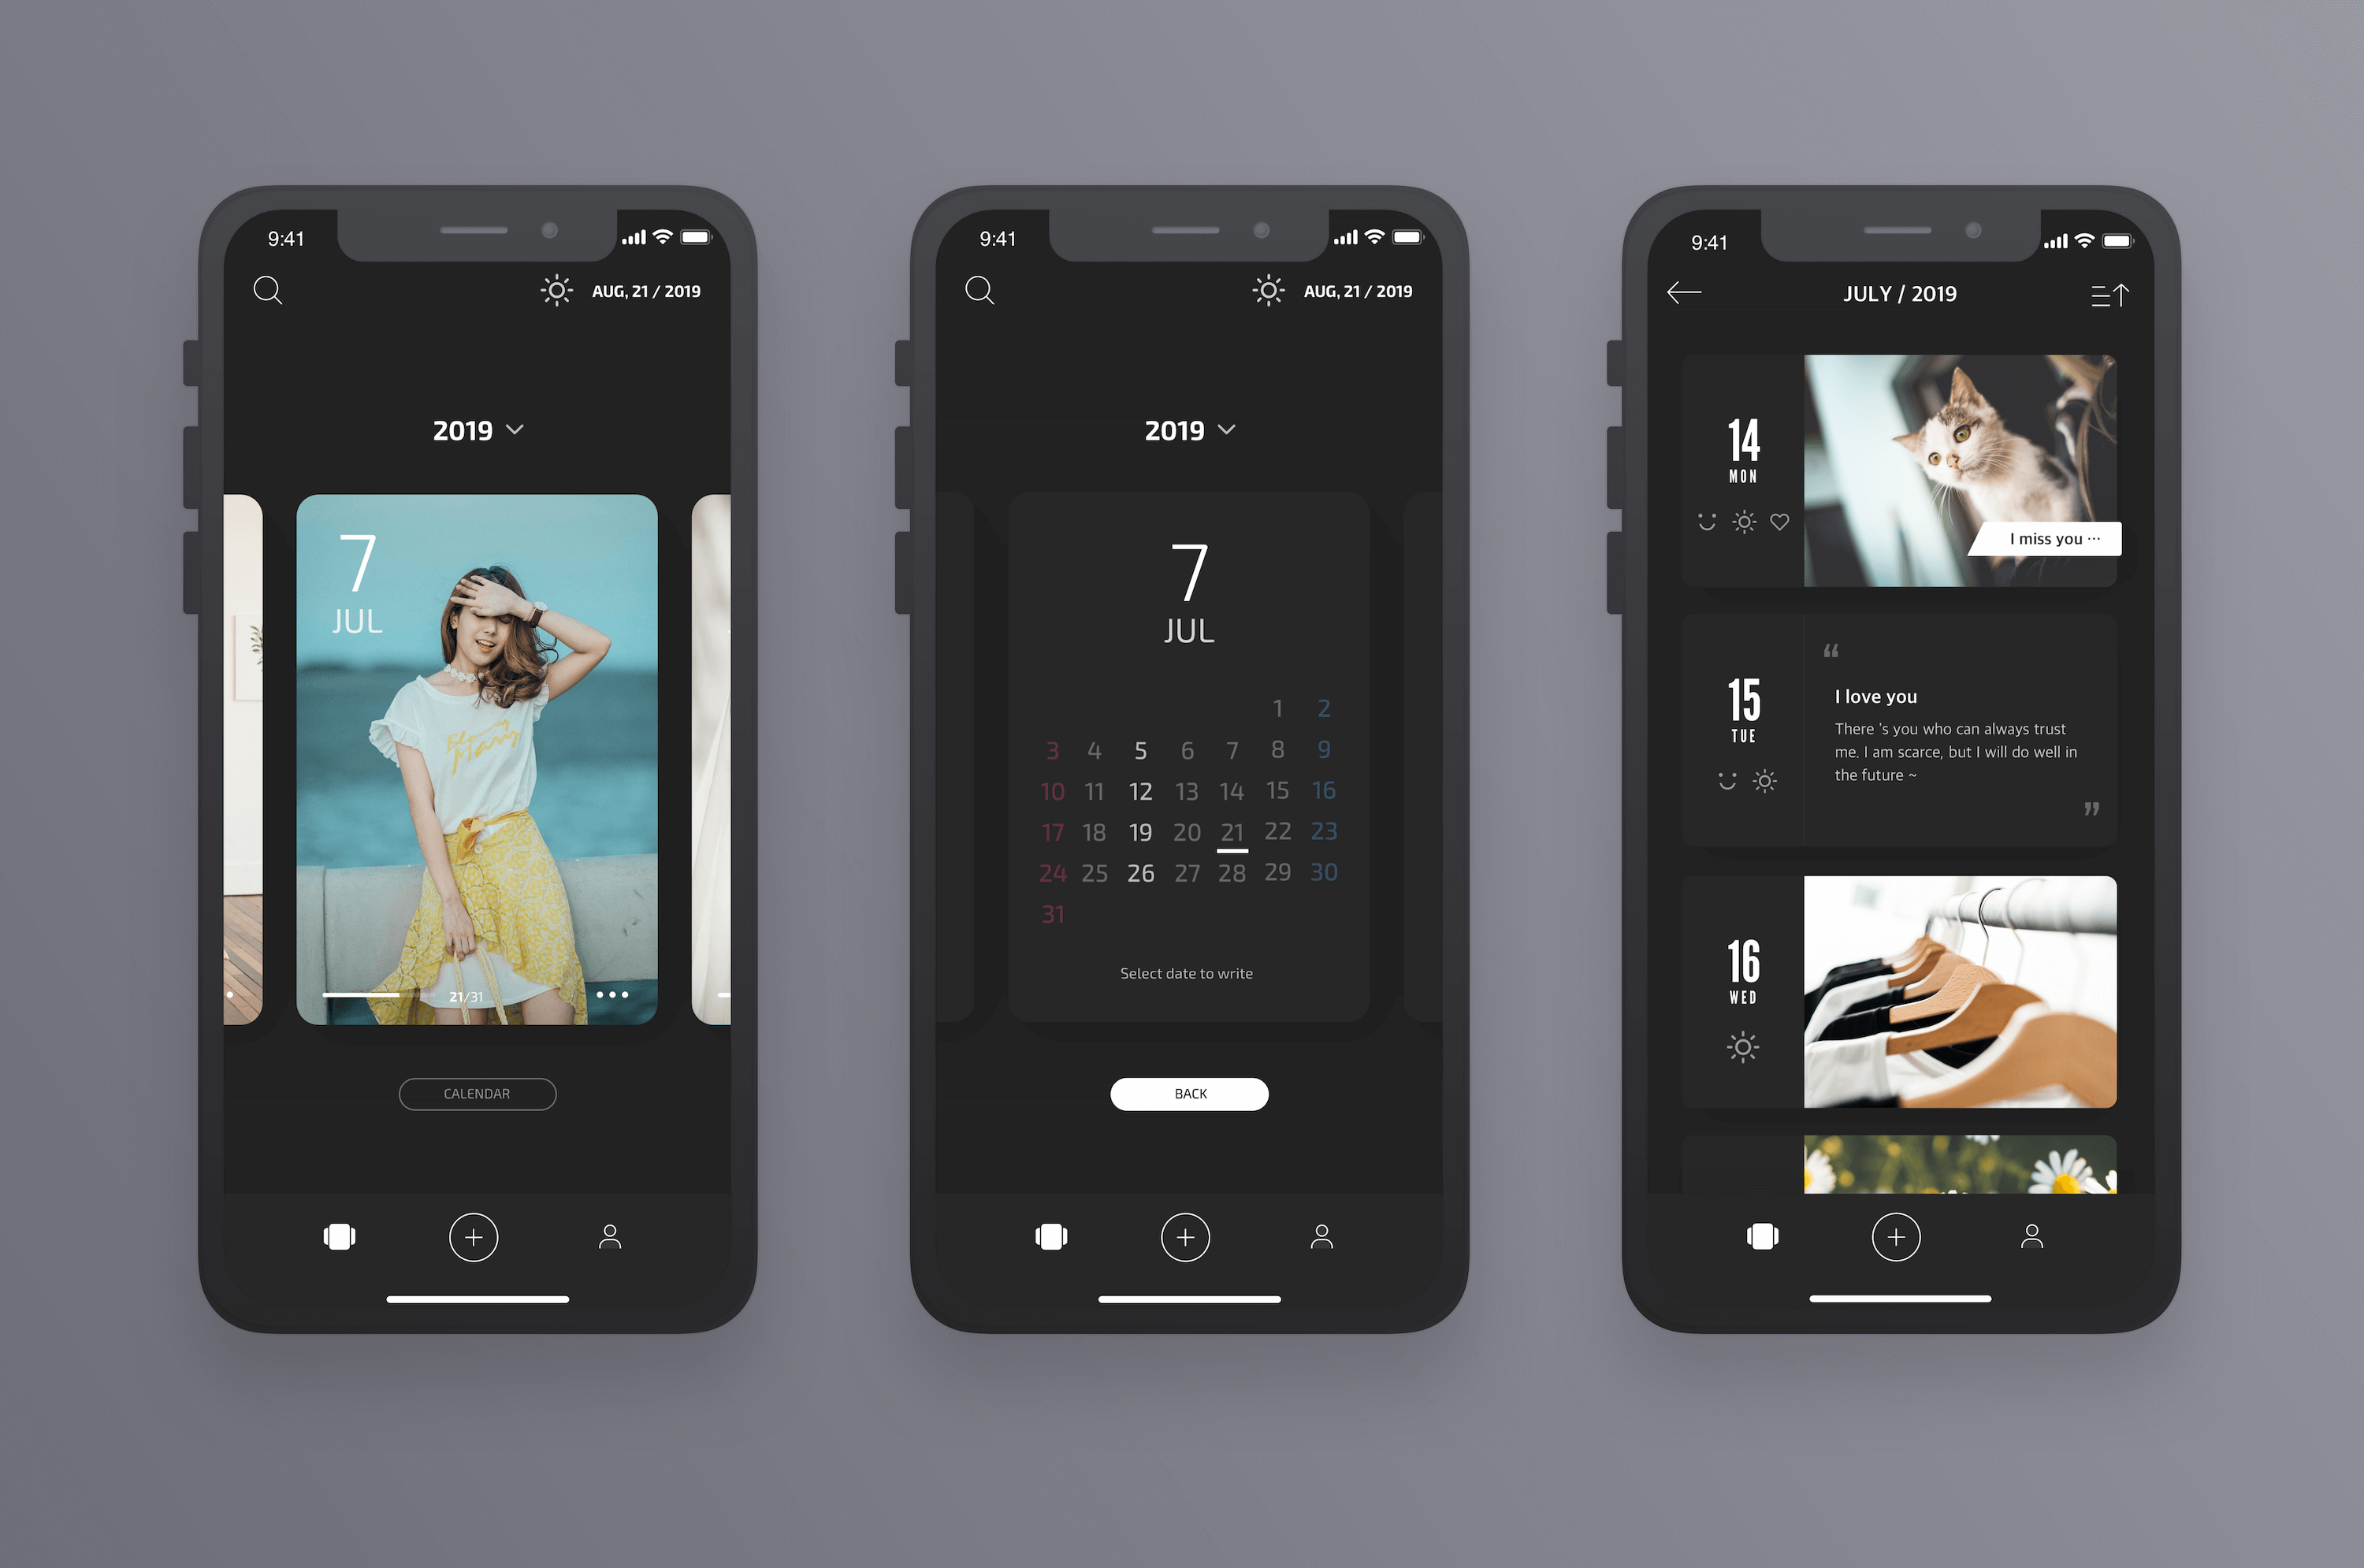 9:41
AUG, 21 / 2019
2019
7
JUL
21/31
CALENDAR
9:41
AUG, 21 / 2019
2019
7
JUL
1 2
3 4 5 6 7 8 9
10 11 12 13 14 15 16
17 18 19 20 21 22 23
24 25 26 27 28 29 30
31
Select date to write
BACK
9:41
JULY / 2019
14
MON
I miss you ···
15
TUE
“
I love you
There 's you who can always trust
me. I am scarce, but I will do well in
the future ~
”
16
WED